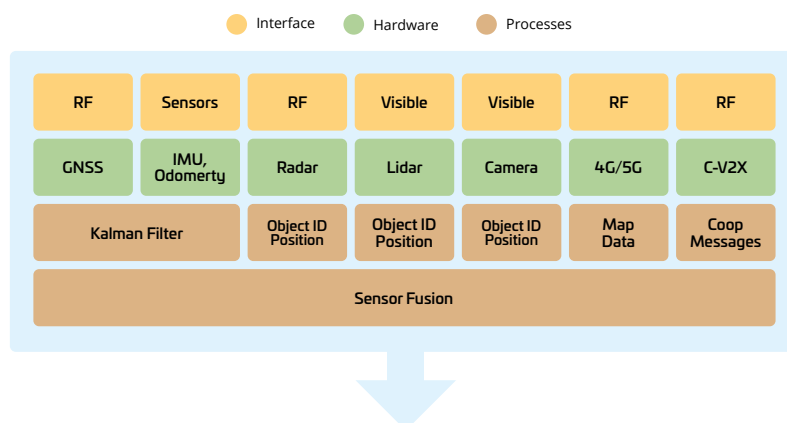 Interface Hardware Processes
RF Sensors RF Visible Visible RF RF
GNSS IMU, Odomerty Radar Lidar Camera 4G/5G C-V2X
Kalman Filter
Object ID
Position
Object ID
Position
Object ID
Position
Map
Data
Coop
Messages
Sensor Fusion